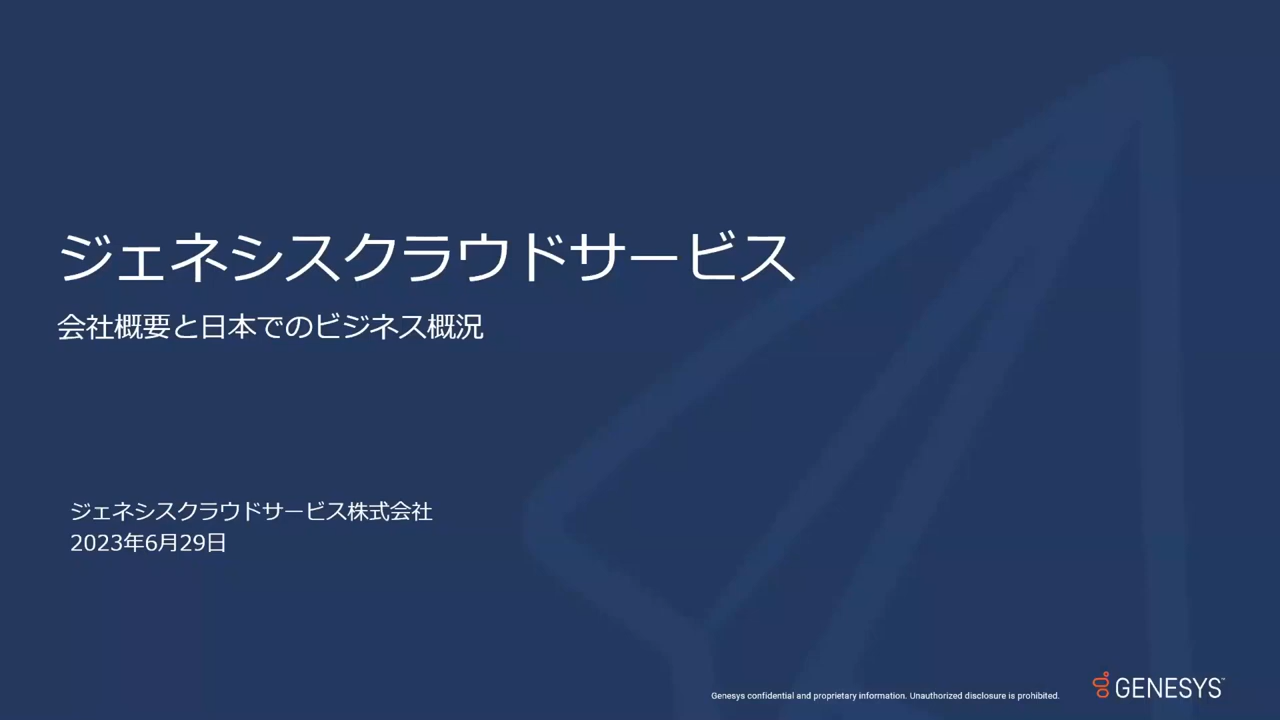 ジェネシスクラウドサービス
会社概要と日本でのビジネス概況
ジェネシスクラウドサービス株式会社
2023年6月29日
Genesys confidential and proprietary information. Unauthorized disclosure is prohibited.
GENESYS™